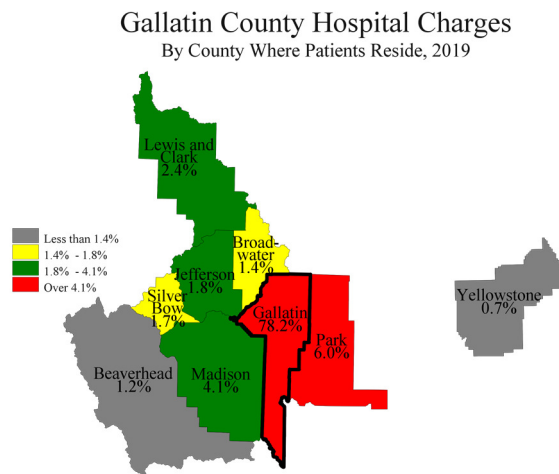 Gallatin County Hospital Charges
By County Where Patients Reside, 2019
Lewis and
Clark
2.4%
Less than 1.4%
1.4% - 1.8%
1.8% - 4.1%
Over 4.1%
Broad-
water
1.4%
Jefferson
1.8%
Silver
Bow
1.7%
Gallatin
78.2%
Park
6.0%
Yellowstone
0.7%
Beaverhead
1.2%
Madison
4.1%